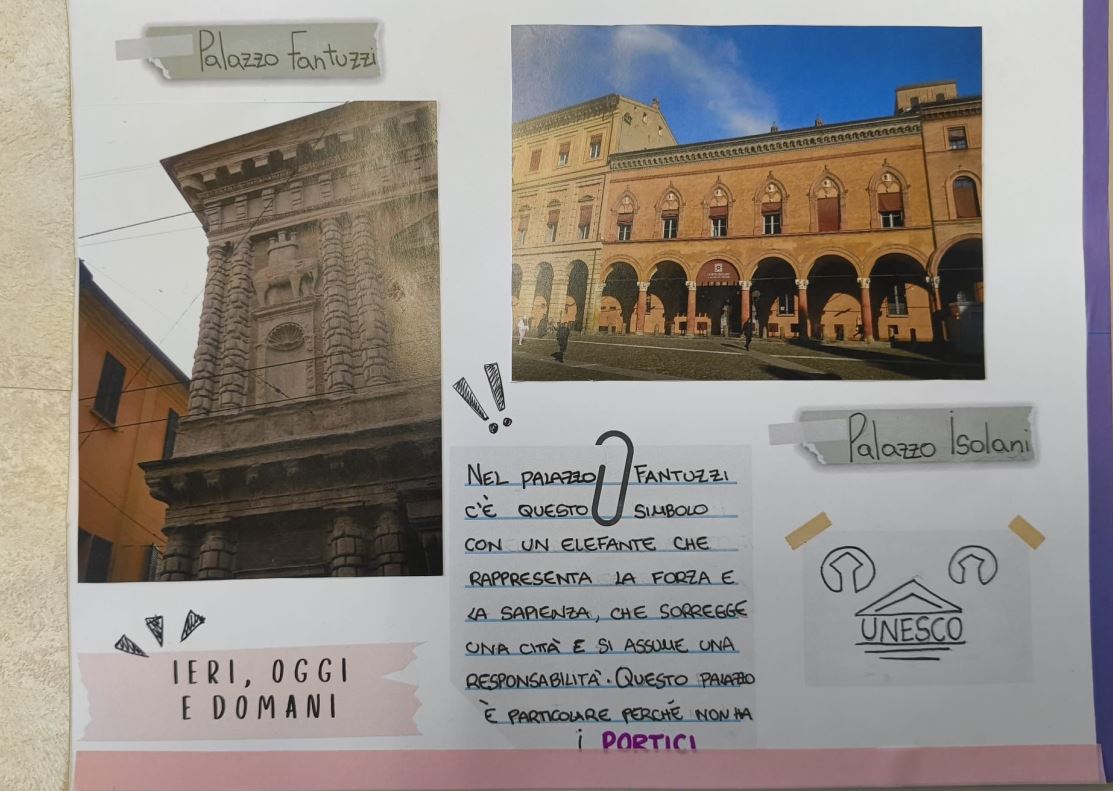 Palazzo Fantuzzi
NEL PALAZZO FANTUZZI
C'È QUESTO SIMBOLO
CON UN ELEFANTE CHE
RAPPRESENTA LA FORZA E
LA SAPIENZA, CHE SORREGGE
UNA CITTÀ E SI ASSUME UNA
RESPONSABILITÀ. QUESTO PALAZZO
È PARTICOLARE PERCHÉ NON HA
i PORTICI
Palazzo Isolani
UNESCO
IERI, OGGI
E DOMANI